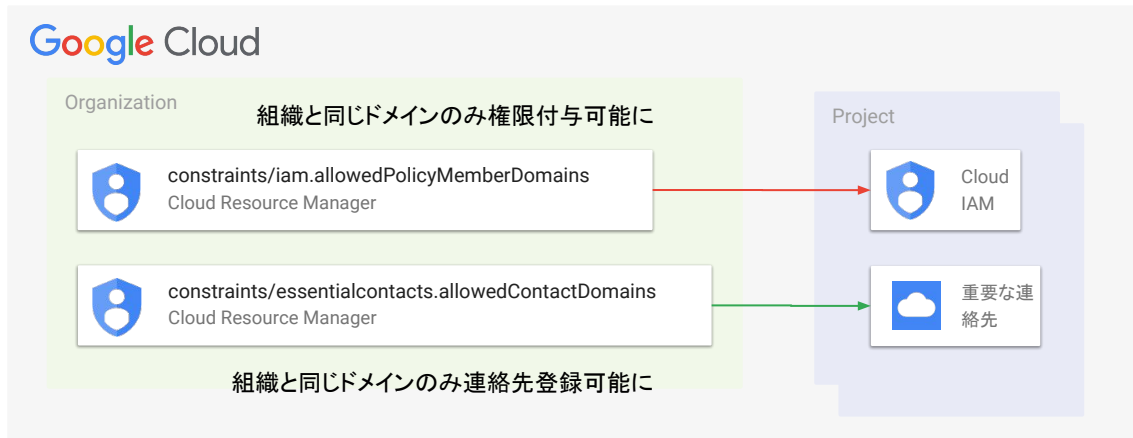 Google Cloud
Organization
組織と同じドメインのみ権限付与可能に
Project
constraints/iam.allowedPolicyMemberDomains
Cloud Resource Manager
Cloud
IAM
constraints/essentialcontacts.allowedContactDomains
Cloud Resource Manager
重要な連
絡先
組織と同じドメインのみ連絡先登録可能に